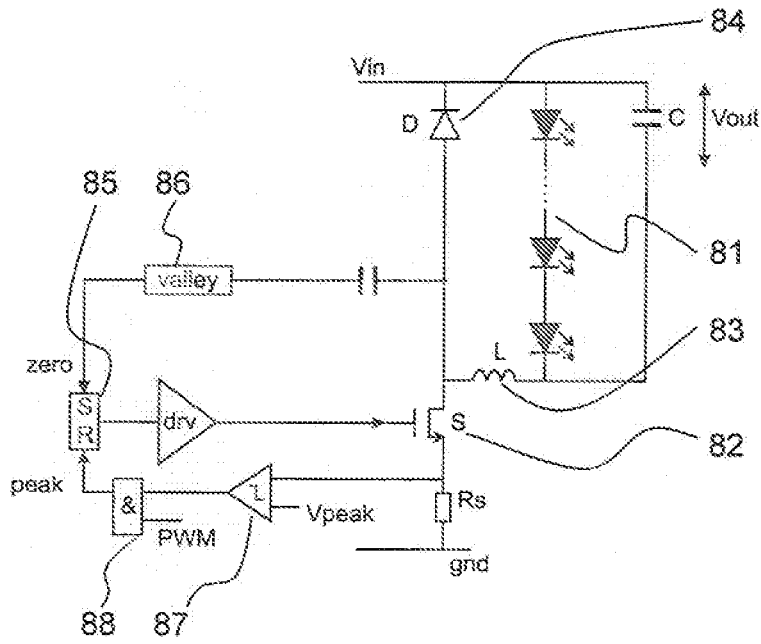 84
Vin
D
C
Vout
85
86
valley
81
83
zero
L
S
R
drv
S
82
peak
&
PWM
Vpeak
Rs
gnd
88
87